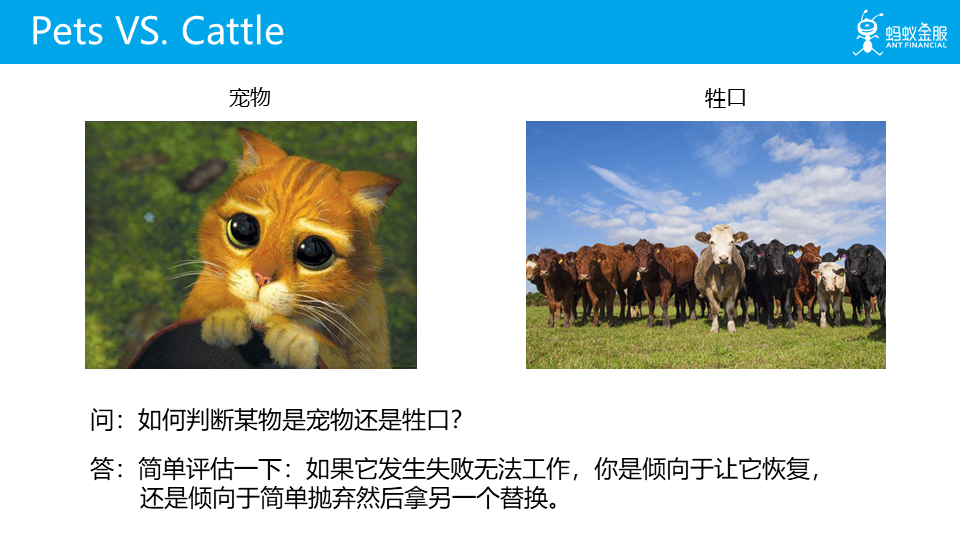 Pets VS. Cattle
蚂蚁金服
ANT FINANCIAL
宠物
牲口
问：如何判断某物是宠物还是牲口？
答：简单评估一下：如果它发生失败无法工作，你是倾向于让它恢复，
还是倾向于简单抛弃然后拿另一个替换。